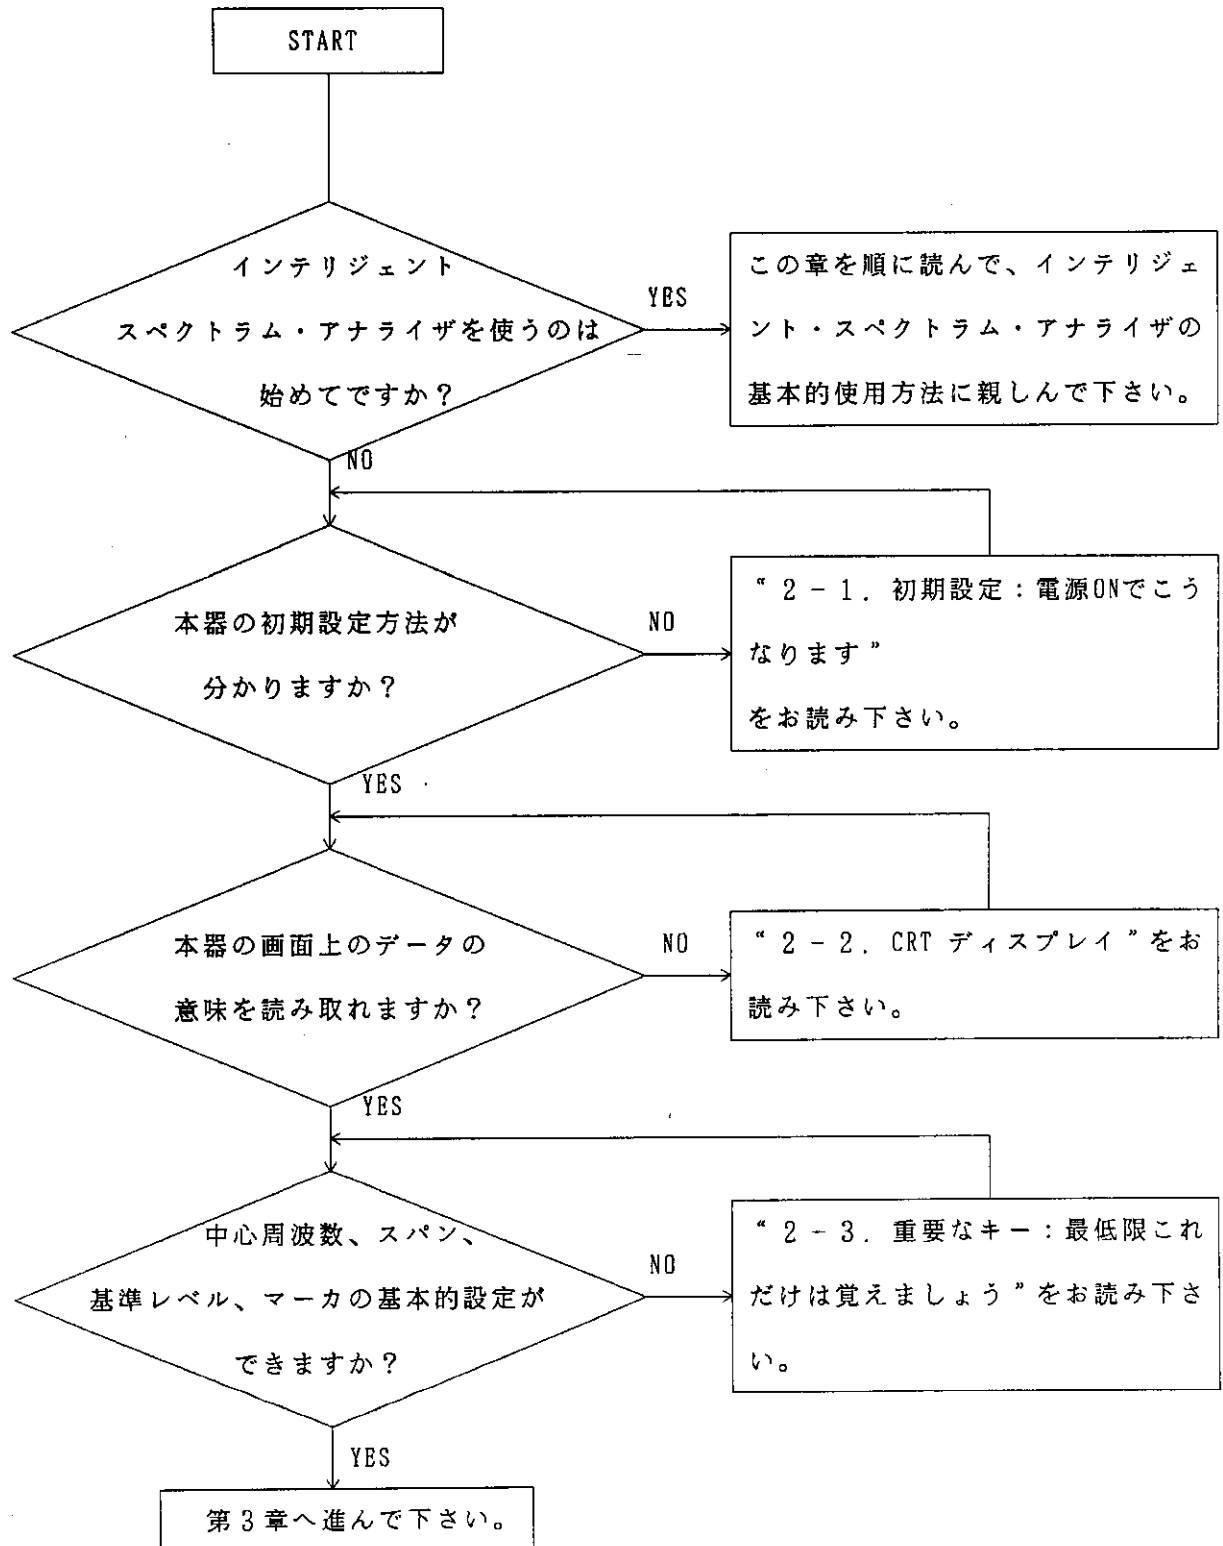 START
インテリジェント
スペクトラム・アナライザを使うのは
始めてですか？
YES
この章を順に読んで、インテリジェ
ント・スペクトラム・アナライザの
基本的使用方法に親しんで下さい。
NO
本器の初期設定方法が
分かりますか？
NO
“２－１．初期設定：電源ONでこう
なります”
をお読み下さい。
YES
本器の画面上のデータの
意味を読み取れますか？
NO
“２－２．CRT ディスプレイ”をお
読み下さい。
YES
中心周波数、スパン、
基準レベル、マーカの基本的設定が
できますか？
NO
“２－３．重要なキー：最低限これ
だけは覚えましょう”をお読み下さ
い。
YES
第３章へ進んで下さい。